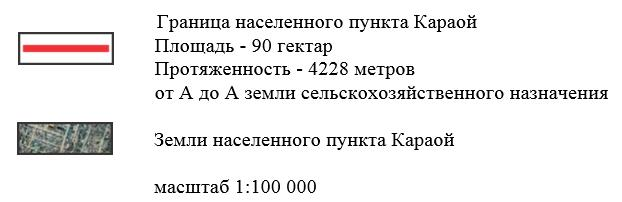 Граница населенного пункта Караой
Площадь - 90 гектар
Протяженность - 4228 метров
от А до А земли сельскохозяйственного назначения
Земли населенного пункта Караой
масштаб 1:100 000